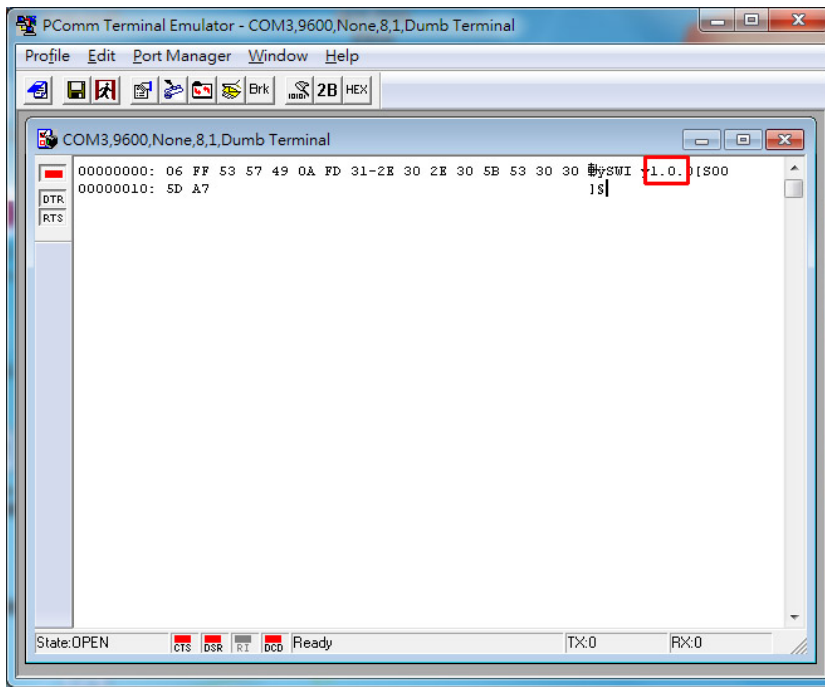 PComm Terminal Emulator - COM3,9600,None,8,1,Dumb Terminal
Profile Edit Port Manager Window Help
Brk 2B HEX
COM3,9600,None,8,1,Dumb Terminal
00000000: 06 FF 53 57 49 0A FD 31-2E 30 2E 30 5B 53 30 30 ÿSWI 1.0.0[S00
DTR
00000010: 5D A7 ]§
RTS
State:OPEN CTS DSR RI DCD Ready TX:0 RX:0